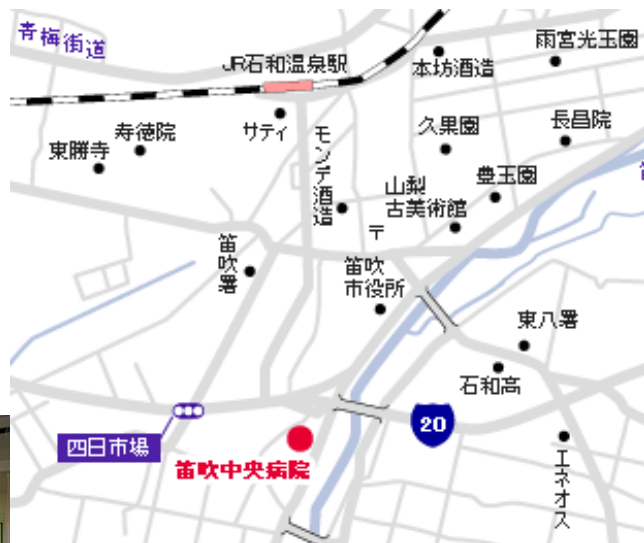 青梅街道
JR石和温泉駅
本坊酒造
雨宮光玉園
東勝寺
寿徳院
サティ
モンデ酒造
久果園
長昌院
山梨
古美術館
豊玉園
〒
笛吹署
笛吹
市役所
東八署
石和高
20
四日市場
笛吹中央病院
エネオス